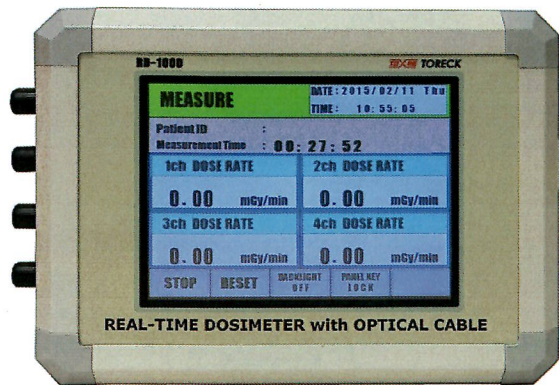 RD-1000 TORECK
MEASURE
DATE:2015/02/11 Thu
TIME: 10:55:05
Patient ID :
Measurement Time : 00:27:52
1ch DOSE RATE 2ch DOSE RATE
0.00 mGy/min 0.00 mGy/min
3ch DOSE RATE 4ch DOSE RATE
0.00 mGy/min 0.00 mGy/min
STOP RESET BACKLIGHT OFF PANEL KEY LOCK
REAL-TIME DOSIMETER with OPTICAL CABLE